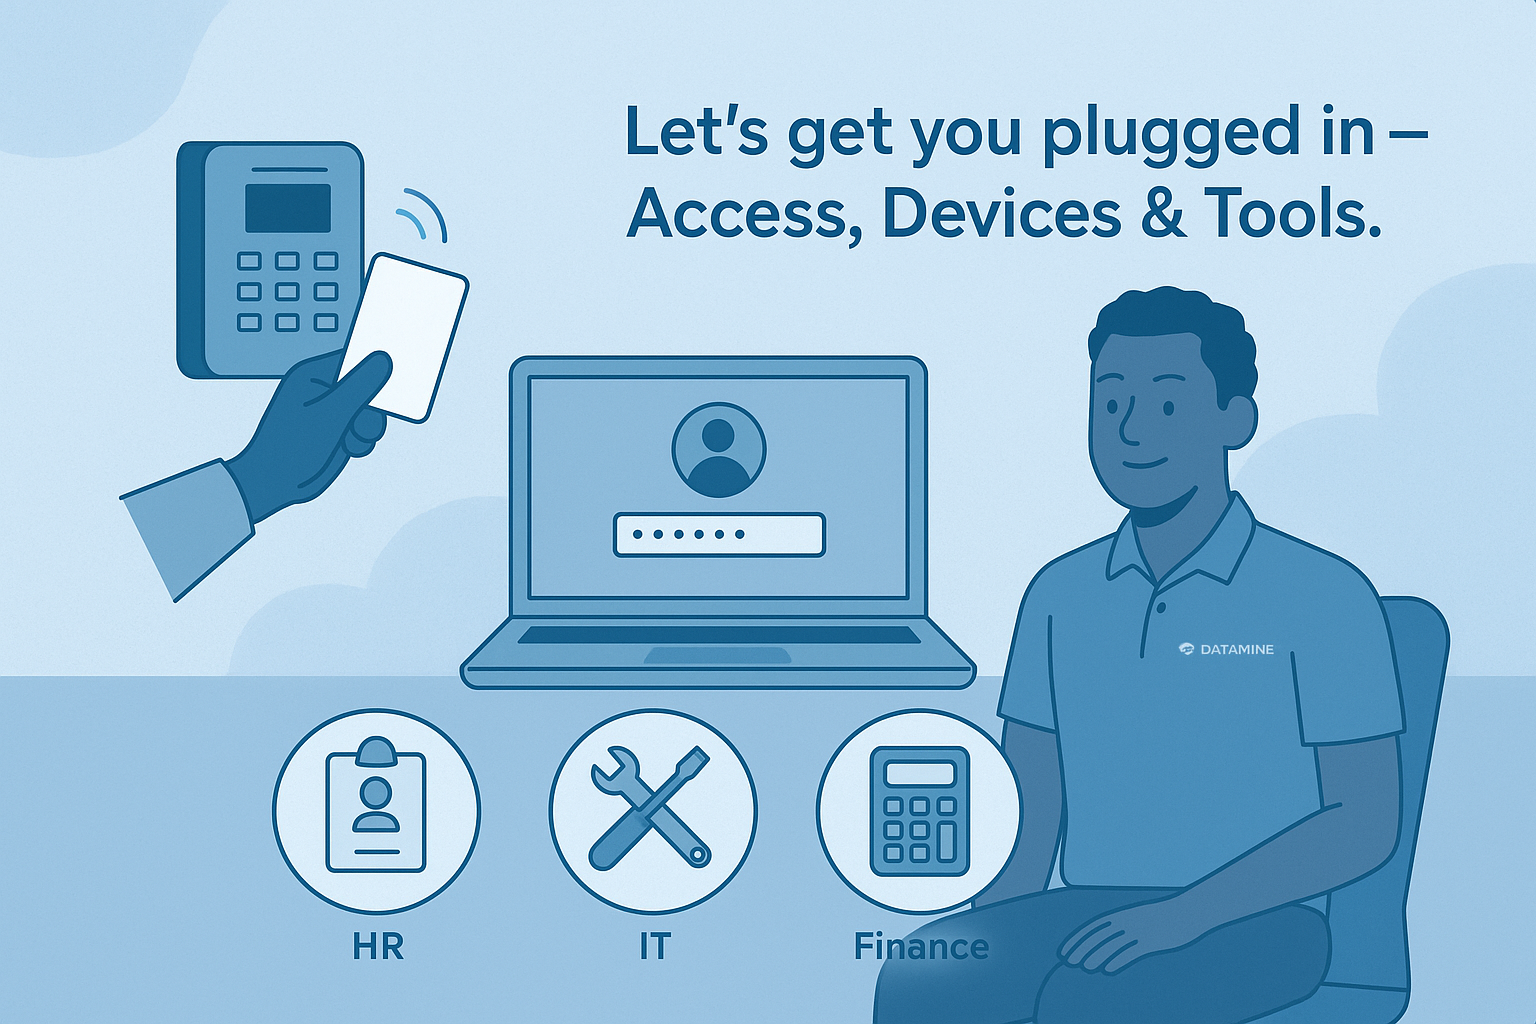 Let's get you plugged in –
Access, Devices & Tools.
DATAMINE
HR
IT
Finance